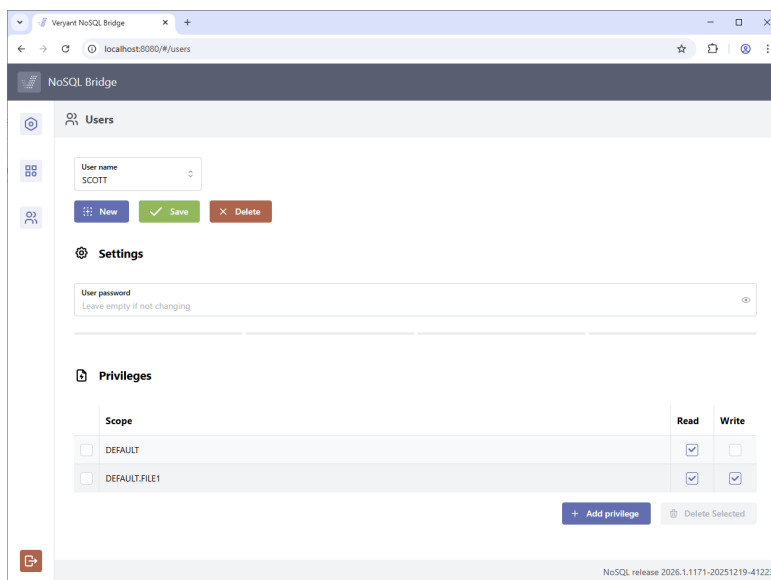 Veryant NoSQL Bridge
localhost:8080/#/users
NoSQL Bridge
Users
User name
SCOTT
New Save Delete
Settings
User password
Leave empty if not changing
Privileges
Scope Read Write
DEFAULT
DEFAULT.FILE1
Add privilege Delete Selected
NoSQL release 2026.1.1171-20251219-41223